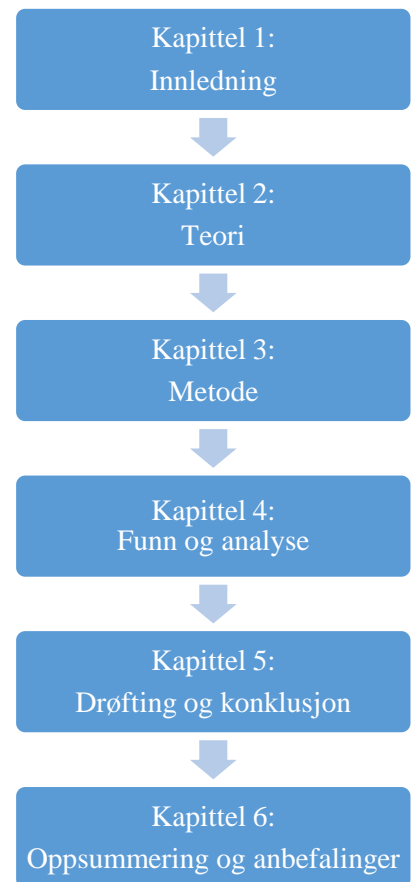 Kapittel 1:
Innledning
Kapittel 2:
Teori
Kapittel 3:
Metode
Kapittel 4:
Funn og analyse
Kapittel 5:
Drøfting og konklusjon
Kapittel 6:
Oppsummering og anbefalinger